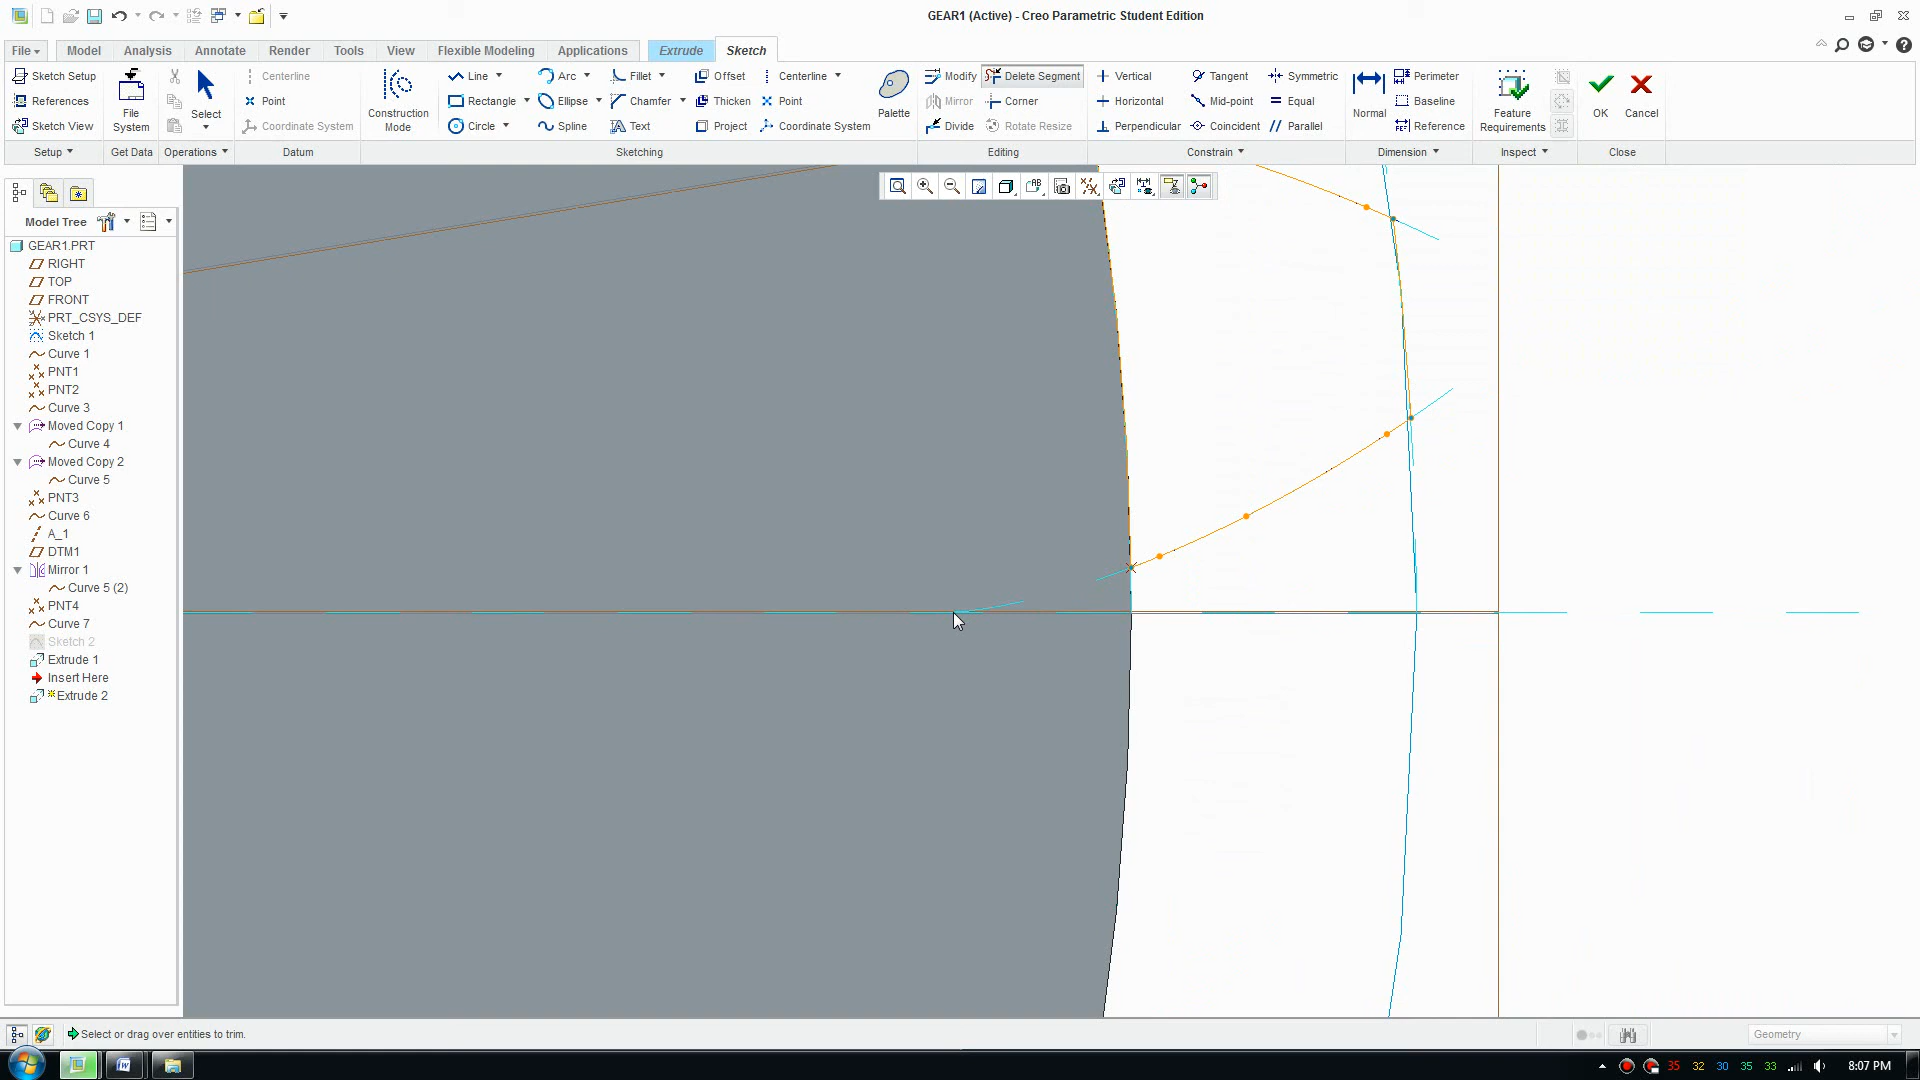 GEAR1 (Active) - Creo Parametric Student Edition
File Model Analysis Annotate Render Tools View Flexible Modeling Applications Extrude Sketch
Sketch Setup
References
Sketch View
File System
Select
Centerline
Point
Coordinate System
Construction Mode
Line Arc Fillet Offset Centerline
Rectangle Ellipse Chamfer Thicken Point
Circle Spline Text Project Coordinate System
Palette
Modify Delete Segment
Mirror Corner
Divide Rotate Resize
Vertical Tangent Symmetric
Horizontal Mid-point Equal
Perpendicular Coincident Parallel
Normal
Perimeter
Baseline
Reference
Feature Requirements
OK
Cancel
Setup Get Data Operations Datum Sketching Editing Constrain Dimension Inspect Close
Model Tree
GEAR1.PRT
RIGHT
TOP
FRONT
PRT_CSYS_DEF
Sketch 1
Curve 1
PNT1
PNT2
Curve 3
Moved Copy 1
Curve 4
Moved Copy 2
Curve 5
PNT3
Curve 6
A_1
DTM1
Mirror 1
Curve 5 (2)
PNT4
Curve 7
Sketch 2
Extrude 1
Insert Here
Extrude 2
Select or drag over entities to trim.
Geometry
35 32 30 35 33 8:07 PM